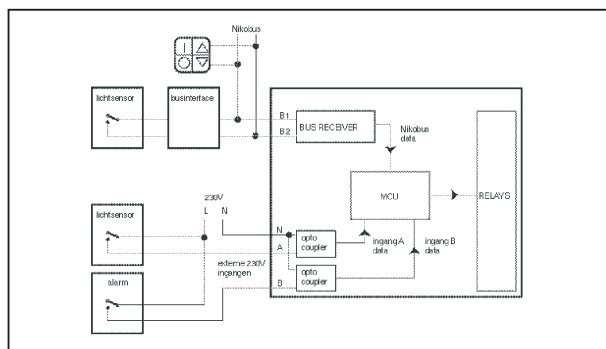 Nikobus
I
lichtsensor
businterface
B1
B2
BUS RECEIVER
Nikobus
data
MCU
RELAYS
230V
L N
lichtsensor
N
A
opto
coupler
ingang A
data
ingang B
data
externe 230V
ingangen
alarm
B
opto
coupler